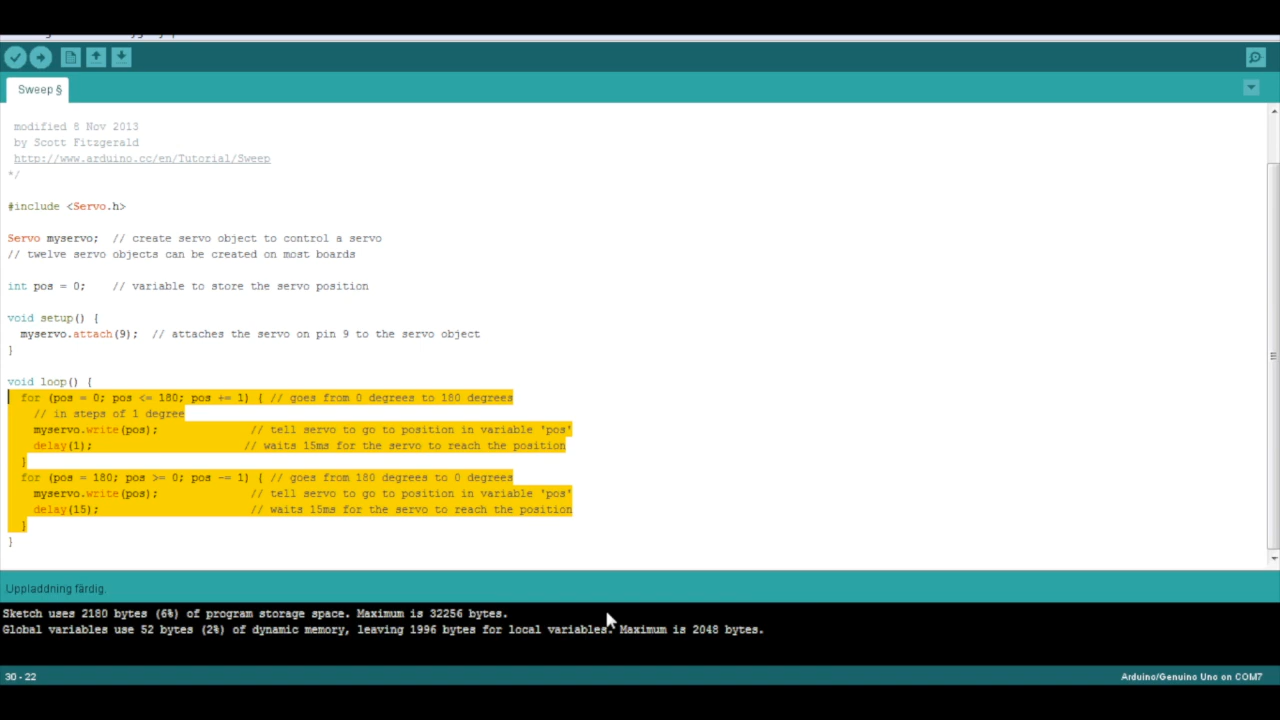 Sweep §
modified 8 Nov 2013
by Scott Fitzgerald
http://www.arduino.cc/en/Tutorial/Sweep
*/
#include <Servo.h>
Servo myservo;  // create servo object to control a servo
// twelve servo objects can be created on most boards
int pos = 0;    // variable to store the servo position
void setup() {
  myservo.attach(9);  // attaches the servo on pin 9 to the servo object
}
void loop() {
  for (pos = 0; pos <= 180; pos += 1) { // goes from 0 degrees to 180 degrees
    // in steps of 1 degree
    myservo.write(pos);              // tell servo to go to position in variable 'pos'
    delay(1);                       // waits 15ms for the servo to reach the position
  }
  for (pos = 180; pos >= 0; pos -= 1) { // goes from 180 degrees to 0 degrees
    myservo.write(pos);              // tell servo to go to position in variable 'pos'
    delay(15);                       // waits 15ms for the servo to reach the position
  }
}
Uppladdning färdig.
Sketch uses 2180 bytes (6%) of program storage space. Maximum is 32256 bytes.
Global variables use 52 bytes (2%) of dynamic memory, leaving 1996 bytes for local variables. Maximum is 2048 bytes.
30 - 22
Arduino/Genuino Uno on COM7